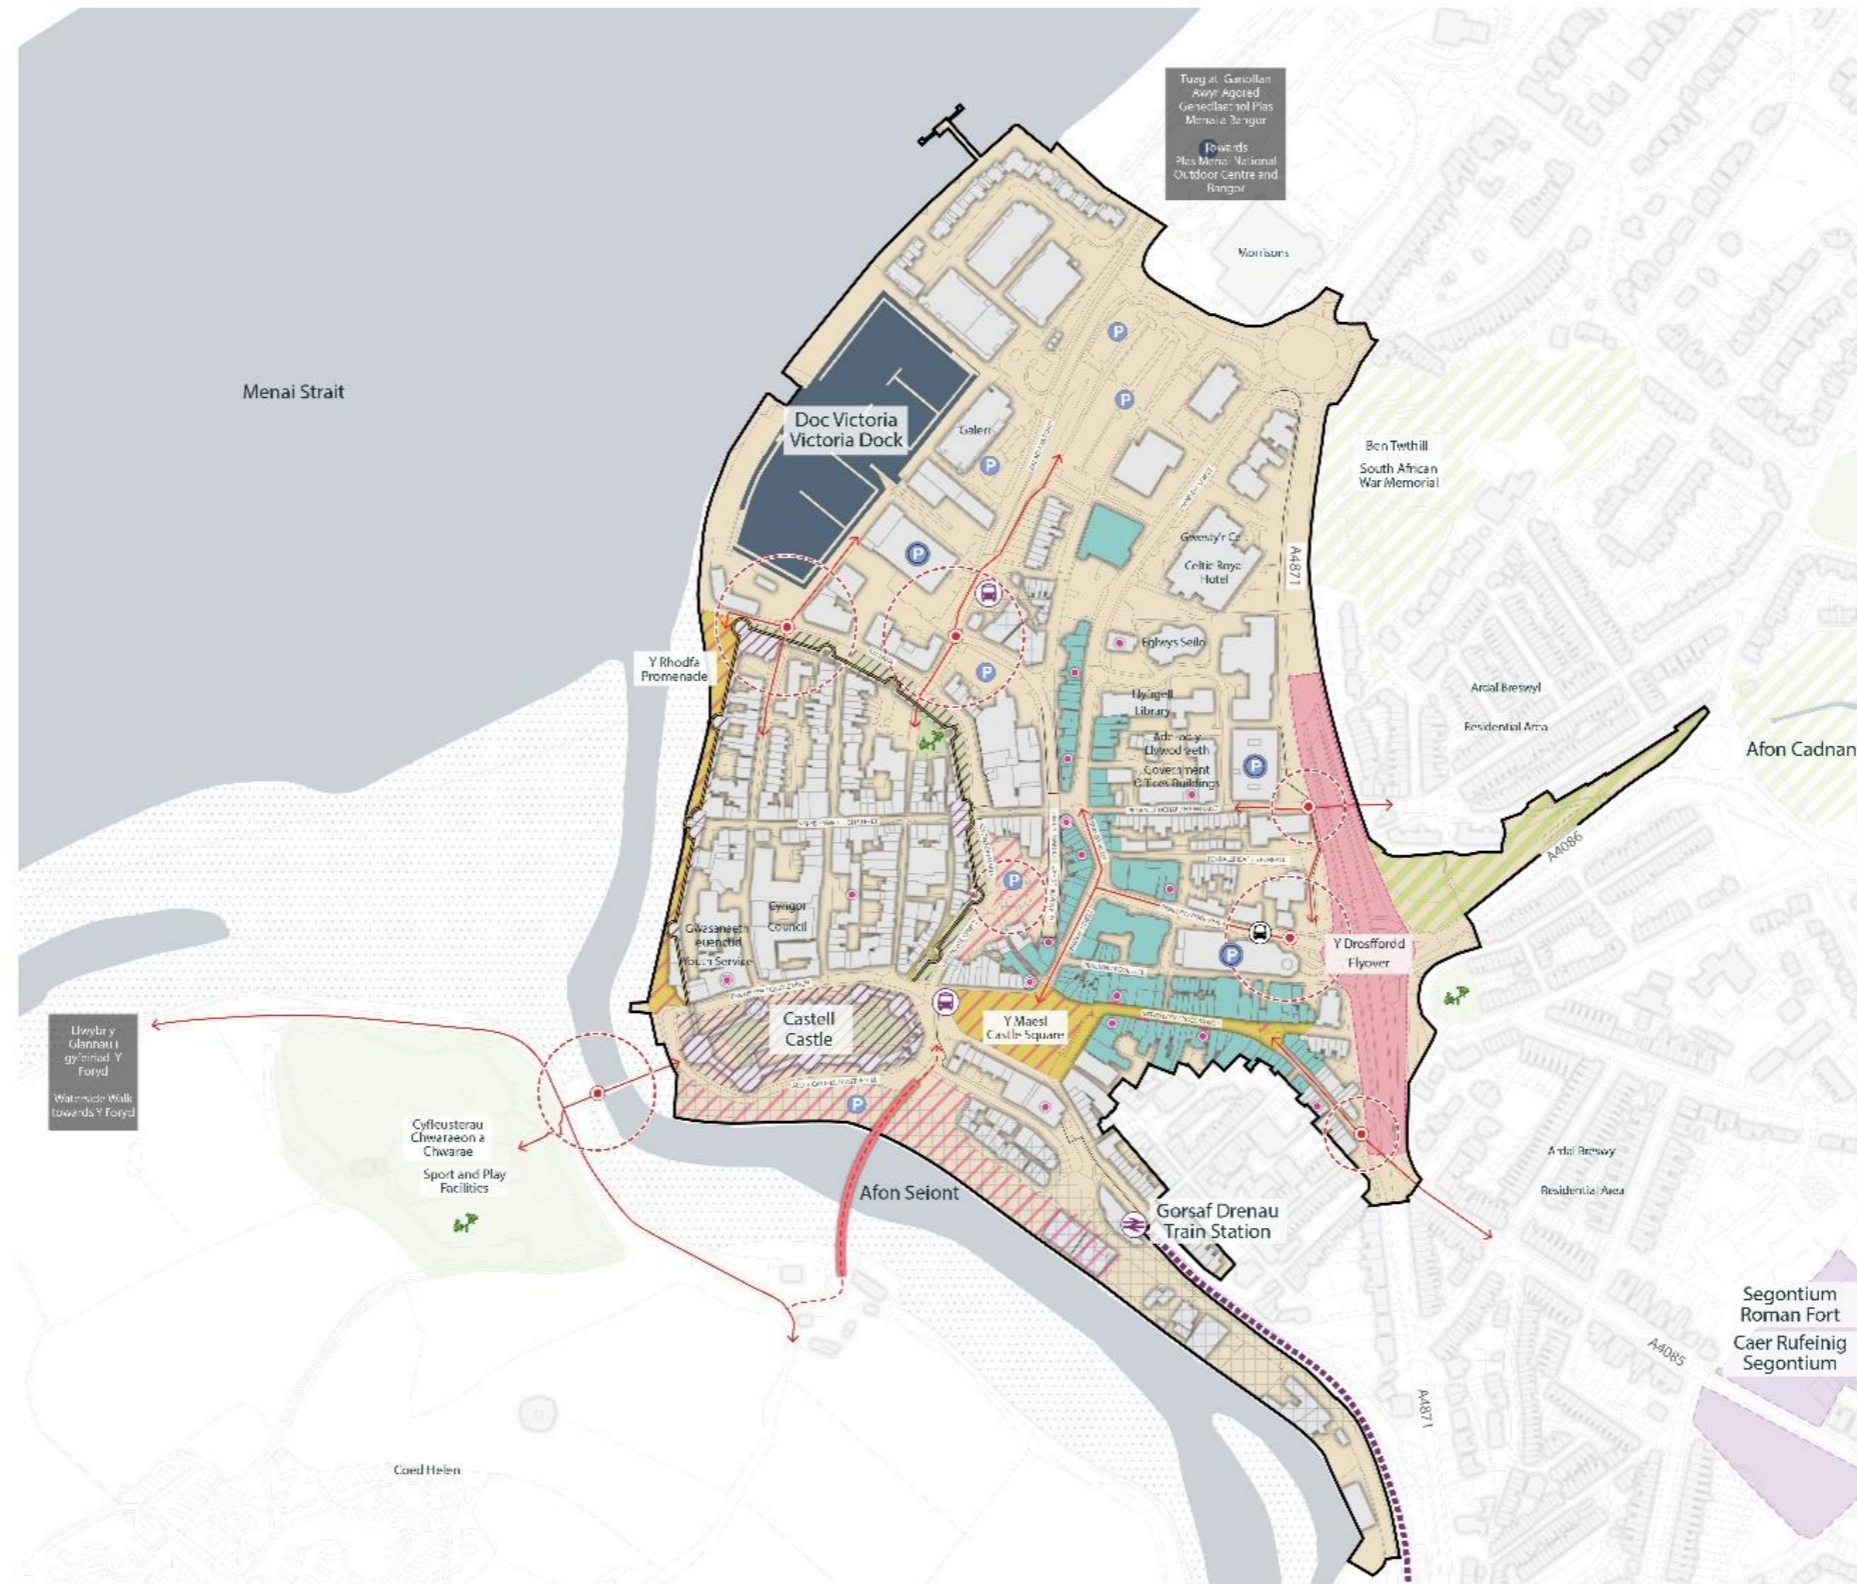 Tuag at Ganolfan
Awyr Agored
Genedlaethol Plas
Menai a Bangor
Towards
Plas Menai National
Outdoor Centre and
Bangor
Morrisons
Menai Strait
Doc Victoria
Victoria Dock
Galeri
P
P
P
P
Ben Twthill
South African
War Memorial
A4871
Gwesty'r
Celtic Royal
Hotel
Eglwys Seilo
P
Y Rhodfa
Promenade
Llyfrgell
Library
Llywodraeth
Government
Offices Buildings
P
Ardal Breswyl
Residential Area
Afon Cadnant
A4086
P
Cyngor
Council
Gwasanaeth
Ieuenctid
Youth Service
P
Y Drosffordd
Flyover
Castell
Castle
Y Maes
Castle Square
P
Llwybr y
Glannau i
gyfeiriad Y
Foryd
Waterside Walk
towards Y Foryd
Cyfleusterau
Chwaraeon a
Chwarae
Sport and Play
Facilities
Afon Seiont
Gorsaf Drenau
Train Station
Ardal Breswyl
Residential Area
Segontium
Roman Fort
Caer Rufeinig
Segontium
A4085
A4871
Coed Helen